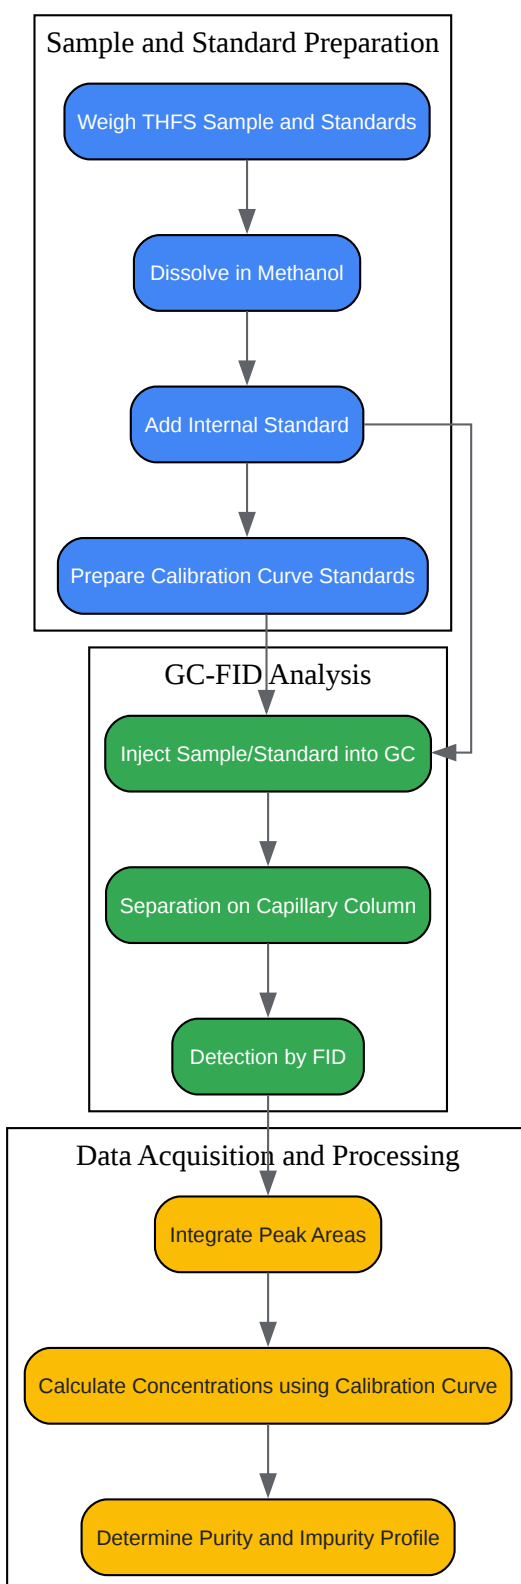 Sample and Standard Preparation
Weigh THFS Sample and Standards
Dissolve in Methanol
Add Internal Standard
Prepare Calibration Curve Standards
GC-FID Analysis
Inject Sample/Standard into GC
Separation on Capillary Column
Detection by FID
Data Acquisition and Processing
Integrate Peak Areas
Calculate Concentrations using Calibration Curve
Determine Purity and Impurity Profile